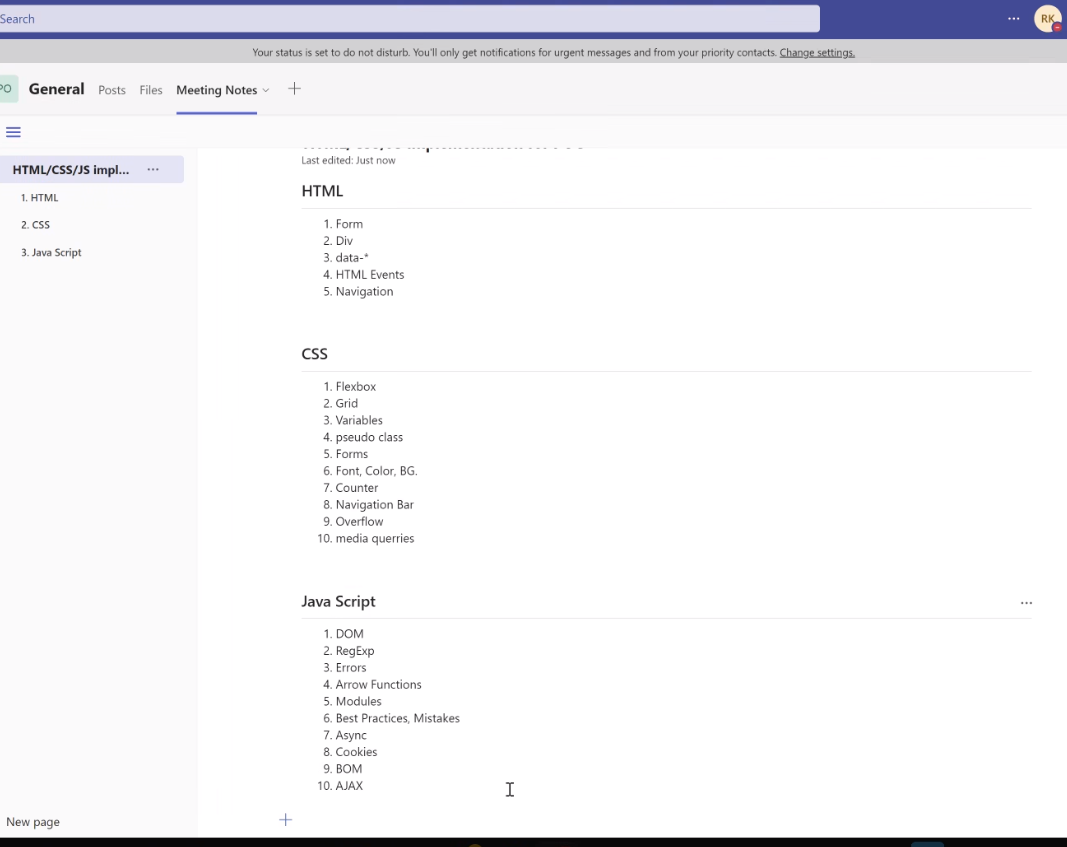 Search
...
RK
Your status is set to do not disturb. You'll only get notifications for urgent messages and from your priority contacts. Change settings.
PO
General Posts Files Meeting Notes
HTML/CSS/JS impl... ...
1. HTML
2. CSS
3. Java Script
New page
Last edited: Just now
HTML
1. Form
2. Div
3. data-*
4. HTML Events
5. Navigation
CSS
1. Flexbox
2. Grid
3. Variables
4. pseudo class
5. Forms
6. Font, Color, BG.
7. Counter
8. Navigation Bar
9. Overflow
10. media querries
Java Script
...
1. DOM
2. RegExp
3. Errors
4. Arrow Functions
5. Modules
6. Best Practices, Mistakes
7. Async
8. Cookies
9. BOM
10. AJAX